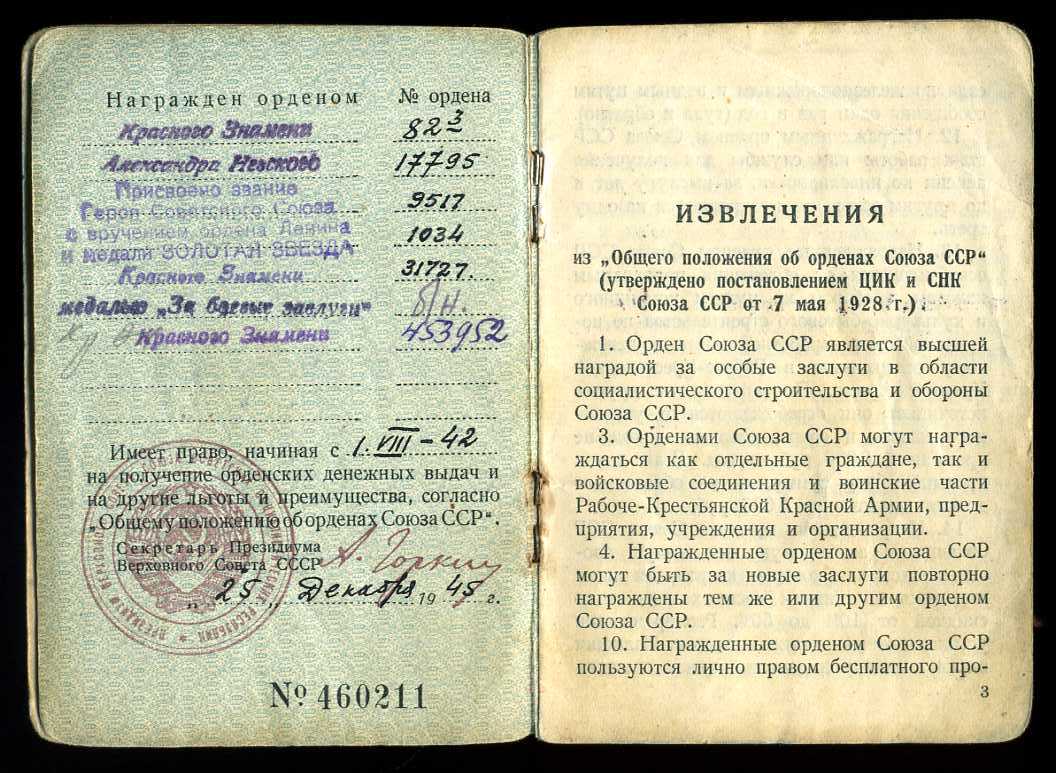 Награжден орденом № ордена
Красного Знамени 82³
Александра Невского 17795
Присвоено звание
Героя Советского Союза 9517
с вручением ордена Ленина
и медали ЗОЛОТАЯ ЗВЕЗДА 1034
Красного Знамени 31727
медалью „За боевые заслуги" б/н.
Красного Знамени 453952
Имеет право, начиная с 1.VIII-42
на получение орденских денежных выдач и
на другие льготы и преимущества, согласно
„Общему положению об орденах Союза ССР".
Секретарь Президиума
Верховного Совета СССР А. Горкин
„25„ Декабря 1945 г.
№ 460211
ИЗВЛЕЧЕНИЯ
из „Общего положения об орденах Союза ССР"
(утверждено постановлением ЦИК и СНК
Союза ССР от 7 мая 1928 г.)
1. Орден Союза ССР является высшей
наградой за особые заслуги в области
социалистического строительства и обороны
Союза ССР.
3. Орденами Союза ССР могут награ-
ждаться как отдельные граждане, так и
войсковые соединения и воинские части
Рабоче-Крестьянской Красной Армии, пред-
приятия, учреждения и организации.
4. Награжденные орденом Союза ССР
могут быть за новые заслуги повторно
награждены тем же или другим орденом
Союза ССР.
10. Награжденные орденом Союза ССР
пользуются лично правом бесплатного про-
3